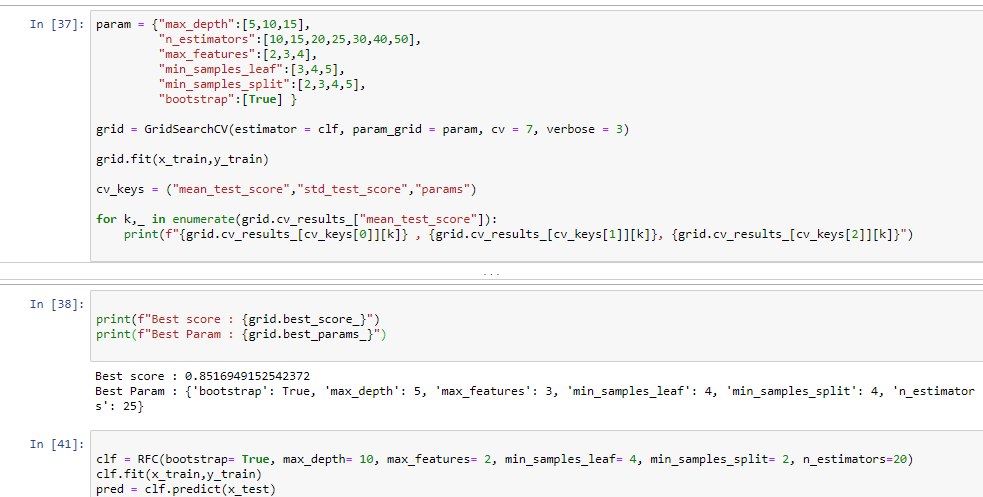 In [37]: param = {"max_depth":[5,10,15],
"n_estimators":[10,15,20,25,30,40,50],
"max_features":[2,3,4],
"min_samples_leaf":[3,4,5],
"min_samples_split":[2,3,4,5],
"bootstrap":[True] }
grid = GridSearchCV(estimator = clf, param_grid = param, cv = 7, verbose = 3)
grid.fit(x_train,y_train)
cv_keys = ("mean_test_score","std_test_score","params")
for k,_ in enumerate(grid.cv_results_["mean_test_score"]):
print(f"{grid.cv_results_[cv_keys[0]][k]} , {grid.cv_results_[cv_keys[1]][k]}, {grid.cv_results_[cv_keys[2]][k]}")
...
In [38]:
print(f"Best score : {grid.best_score_}")
print(f"Best Param : {grid.best_params_}")
Best score : 0.8516949152542372
Best Param : {'bootstrap': True, 'max_depth': 5, 'max_features': 3, 'min_samples_leaf': 4, 'min_samples_split': 4, 'n_estimator
s': 25}
In [41]:
clf = RFC(bootstrap= True, max_depth= 10, max_features= 2, min_samples_leaf= 4, min_samples_split= 2, n_estimators=20)
clf.fit(x_train,y_train)
pred = clf.predict(x_test)